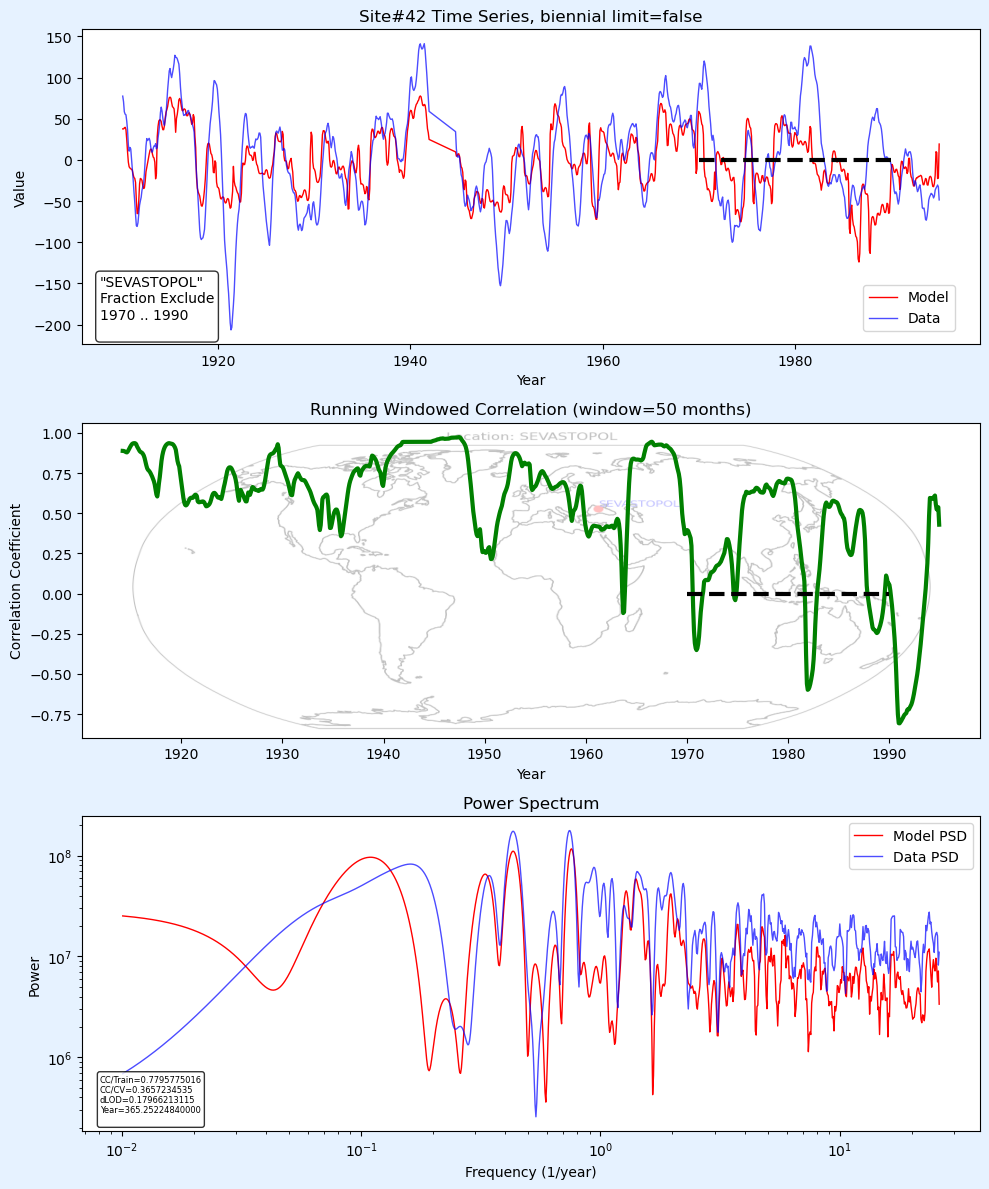 Site#42 Time Series, biennial limit=false
150
100
50
0
−50
−100
−150
−200
Value
"SEVASTOPOL"
Fraction Exclude
1970 .. 1990
Model
Data
1920
1940
1960
1980
Year
Running Windowed Correlation (window=50 months)
Location: SEVASTOPOL
SEVASTOPOL
1.00
0.75
0.50
0.25
0.00
−0.25
−0.50
−0.75
Correlation Coefficient
1920
1930
1940
1950
1960
1970
1980
1990
Year
Power Spectrum
Model PSD
Data PSD
10⁸
10⁷
10⁶
Power
CC/Train=0.7795775016
CC/CV=0.3657234535
dLOD=0.17966213115
Year=365.25224840000
10⁻²
10⁻¹
10⁰
10¹
Frequency (1/year)